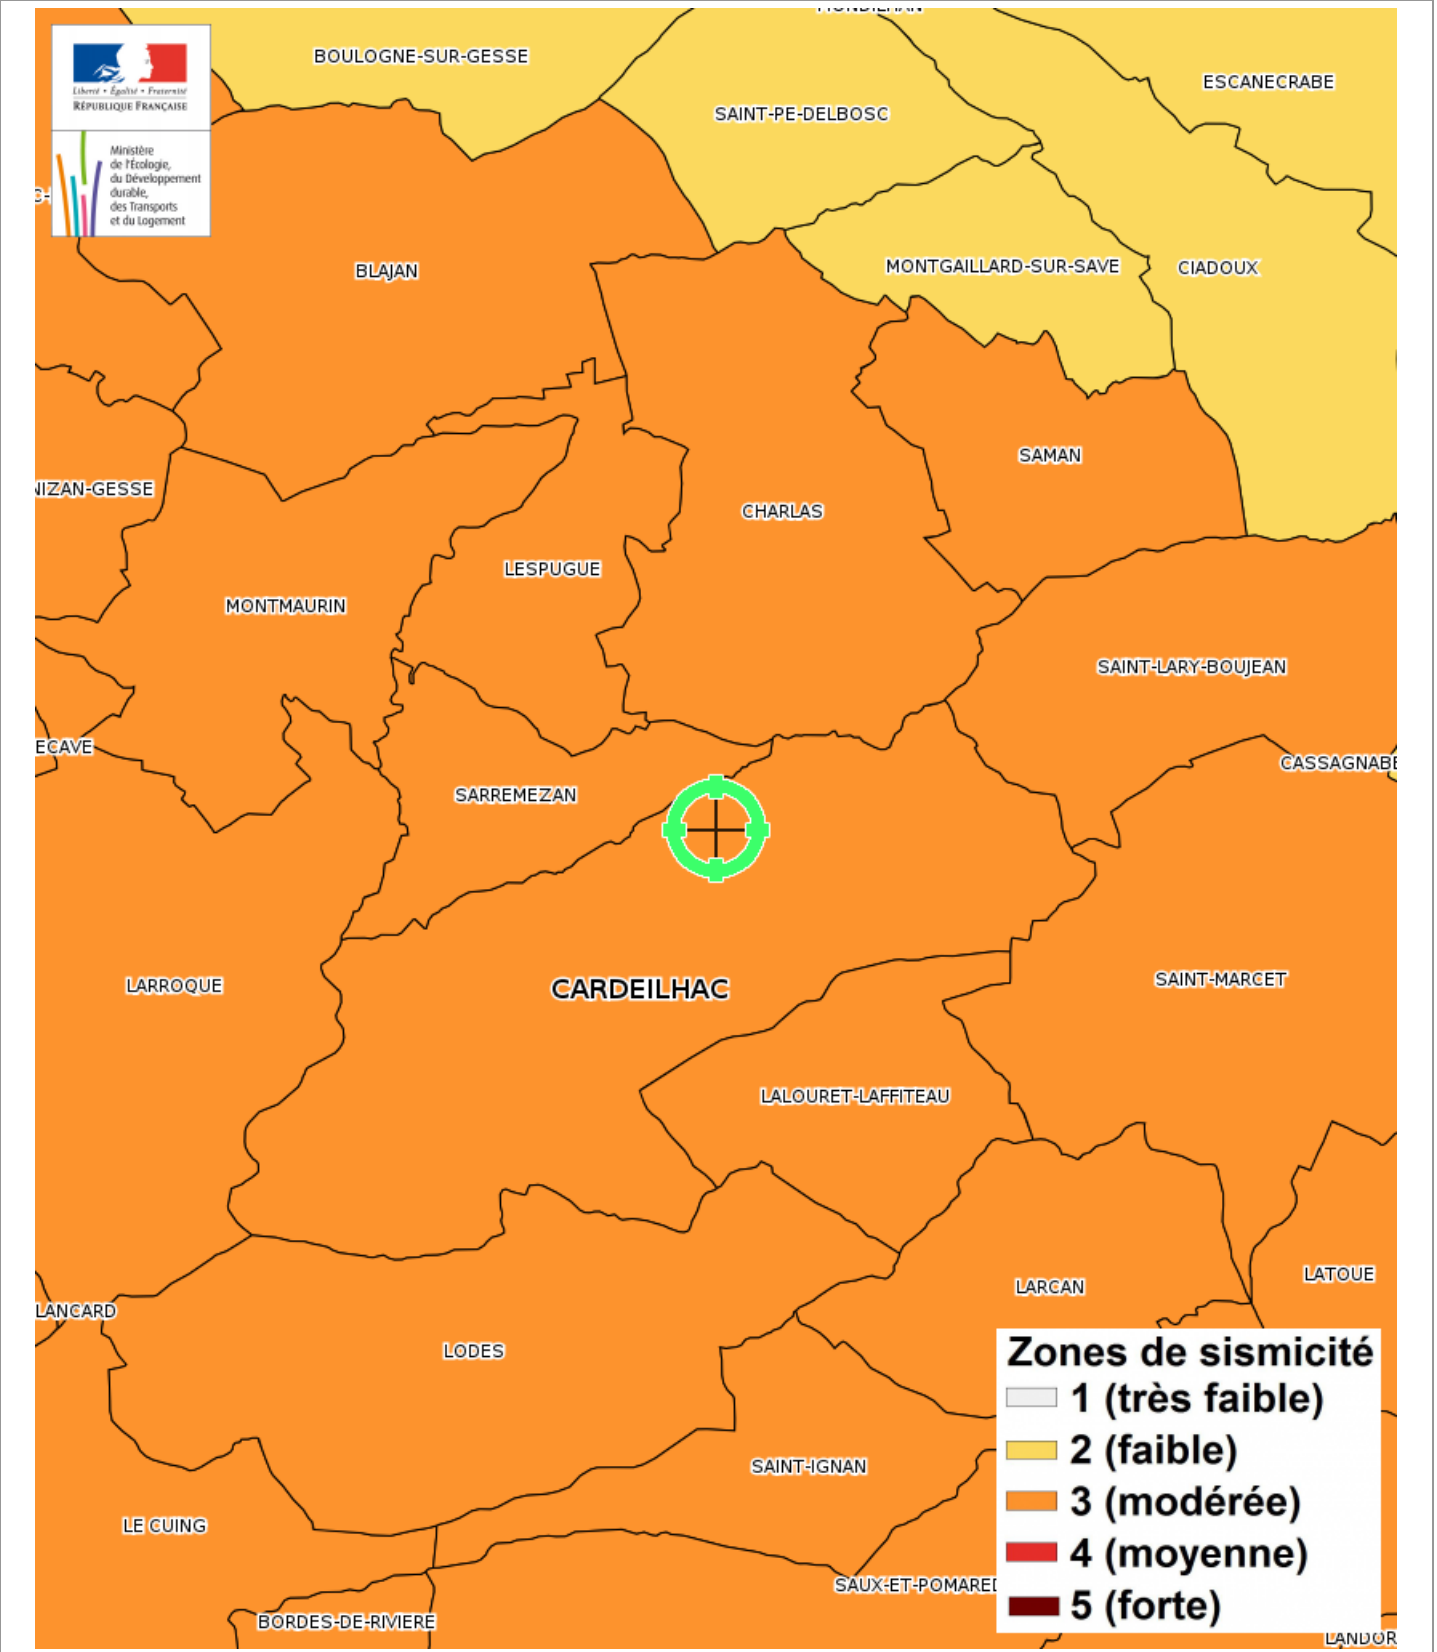 MONDILHAN
BOULOGNE-SUR-GESSE
ESCANECRABE
SAINT-PE-DELBOSC
Liberté • Égalité • Fraternité
RÉPUBLIQUE FRANÇAISE
Ministère
de l'Écologie,
du Développement
durable,
des Transports
et du Logement
BLAJAN
MONTGAILLARD-SUR-SAVE
CIADOUX
SAMAN
NIZAN-GESSE
CHARLAS
LESPUGUE
MONTMAURIN
SAINT-LARY-BOUJEAN
ECAVE
CASSAGNABE
SARREMEZAN
LARROQUE
CARDEILHAC
SAINT-MARCET
LALOURET-LAFFITEAU
LATOUE
LARCAN
LANCARD
LODES
Zones de sismicité
1 (très faible)
2 (faible)
3 (modérée)
4 (moyenne)
5 (forte)
SAINT-IGNAN
LE CUING
SAUX-ET-POMARED
BORDES-DE-RIVIERE
LANDOR